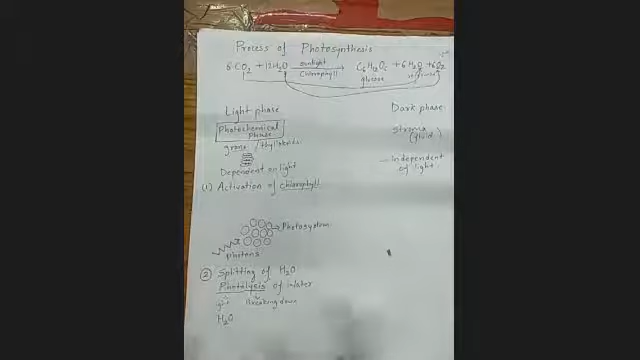 Process of Photosynthesis
6CO2 + 12H2O sunlight → Chlorophyll C6H12O6 + 6H2O + 6O2
glucose
Light phase
Photochemical phase
grana / thyllakoids
Dependent on light
(1) Activation of chlorophyll
Photosystem
photons
(2) Splitting of H2O
Photolysis of water
Breaking down
H2O
Dark phase
stroma
(fluid)
independent
of light